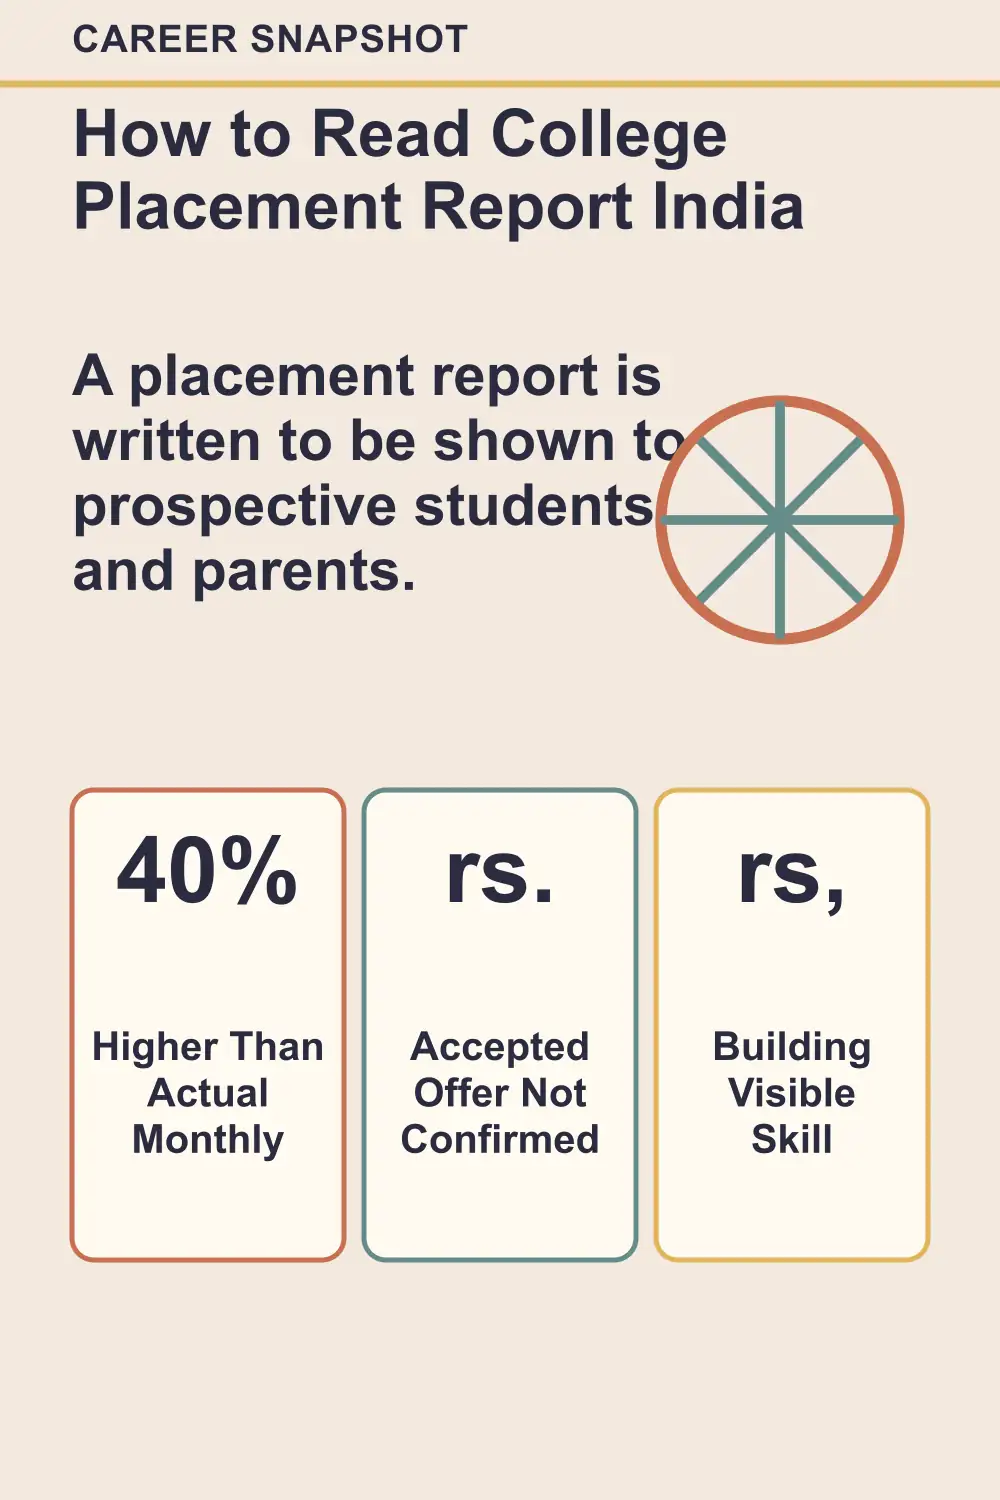 CAREER SNAPSHOT
How to Read College
Placement Report India
A placement report is
written to be shown to
prospective students
and parents.
40%
Higher Than
Actual
Monthly
rs.
Accepted
Offer Not
Confirmed
rs,
Building
Visible
Skill